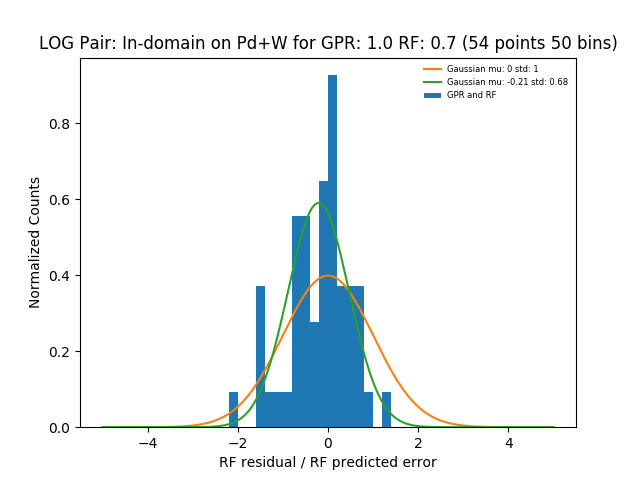 LOG Pair: In-domain on Pd+W for GPR: 1.0 RF: 0.7 (54 points 50 bins)
Gaussian mu: 0 std: 1
Gaussian mu: -0.21 std: 0.68
GPR and RF
Normalized Counts
0.8
0.6
0.4
0.2
0.0
−4 −2 0 2 4
RF residual / RF predicted error